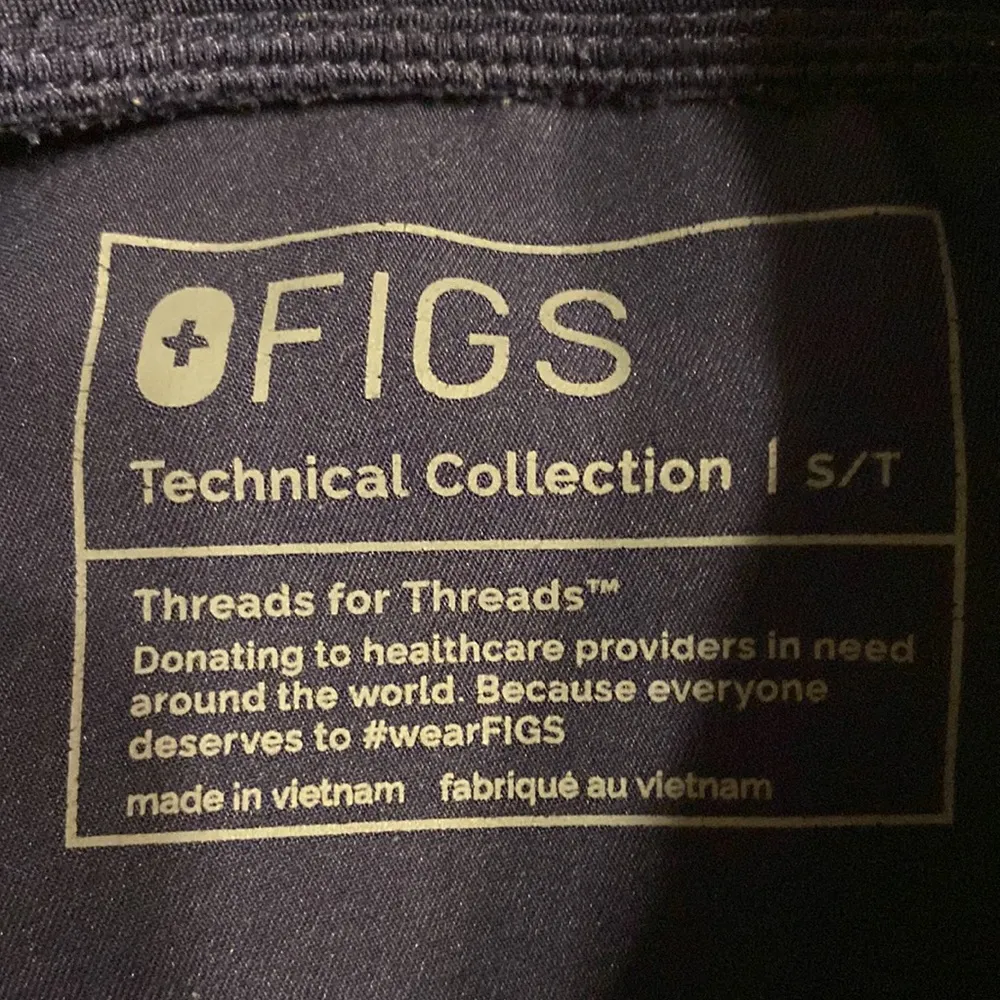 FIGS
Technical Collection | S/T
Threads for Threads™
Donating to healthcare providers in need
around the world. Because everyone
deserves to #wearFIGS
made in vietnam fabriqué au vietnam